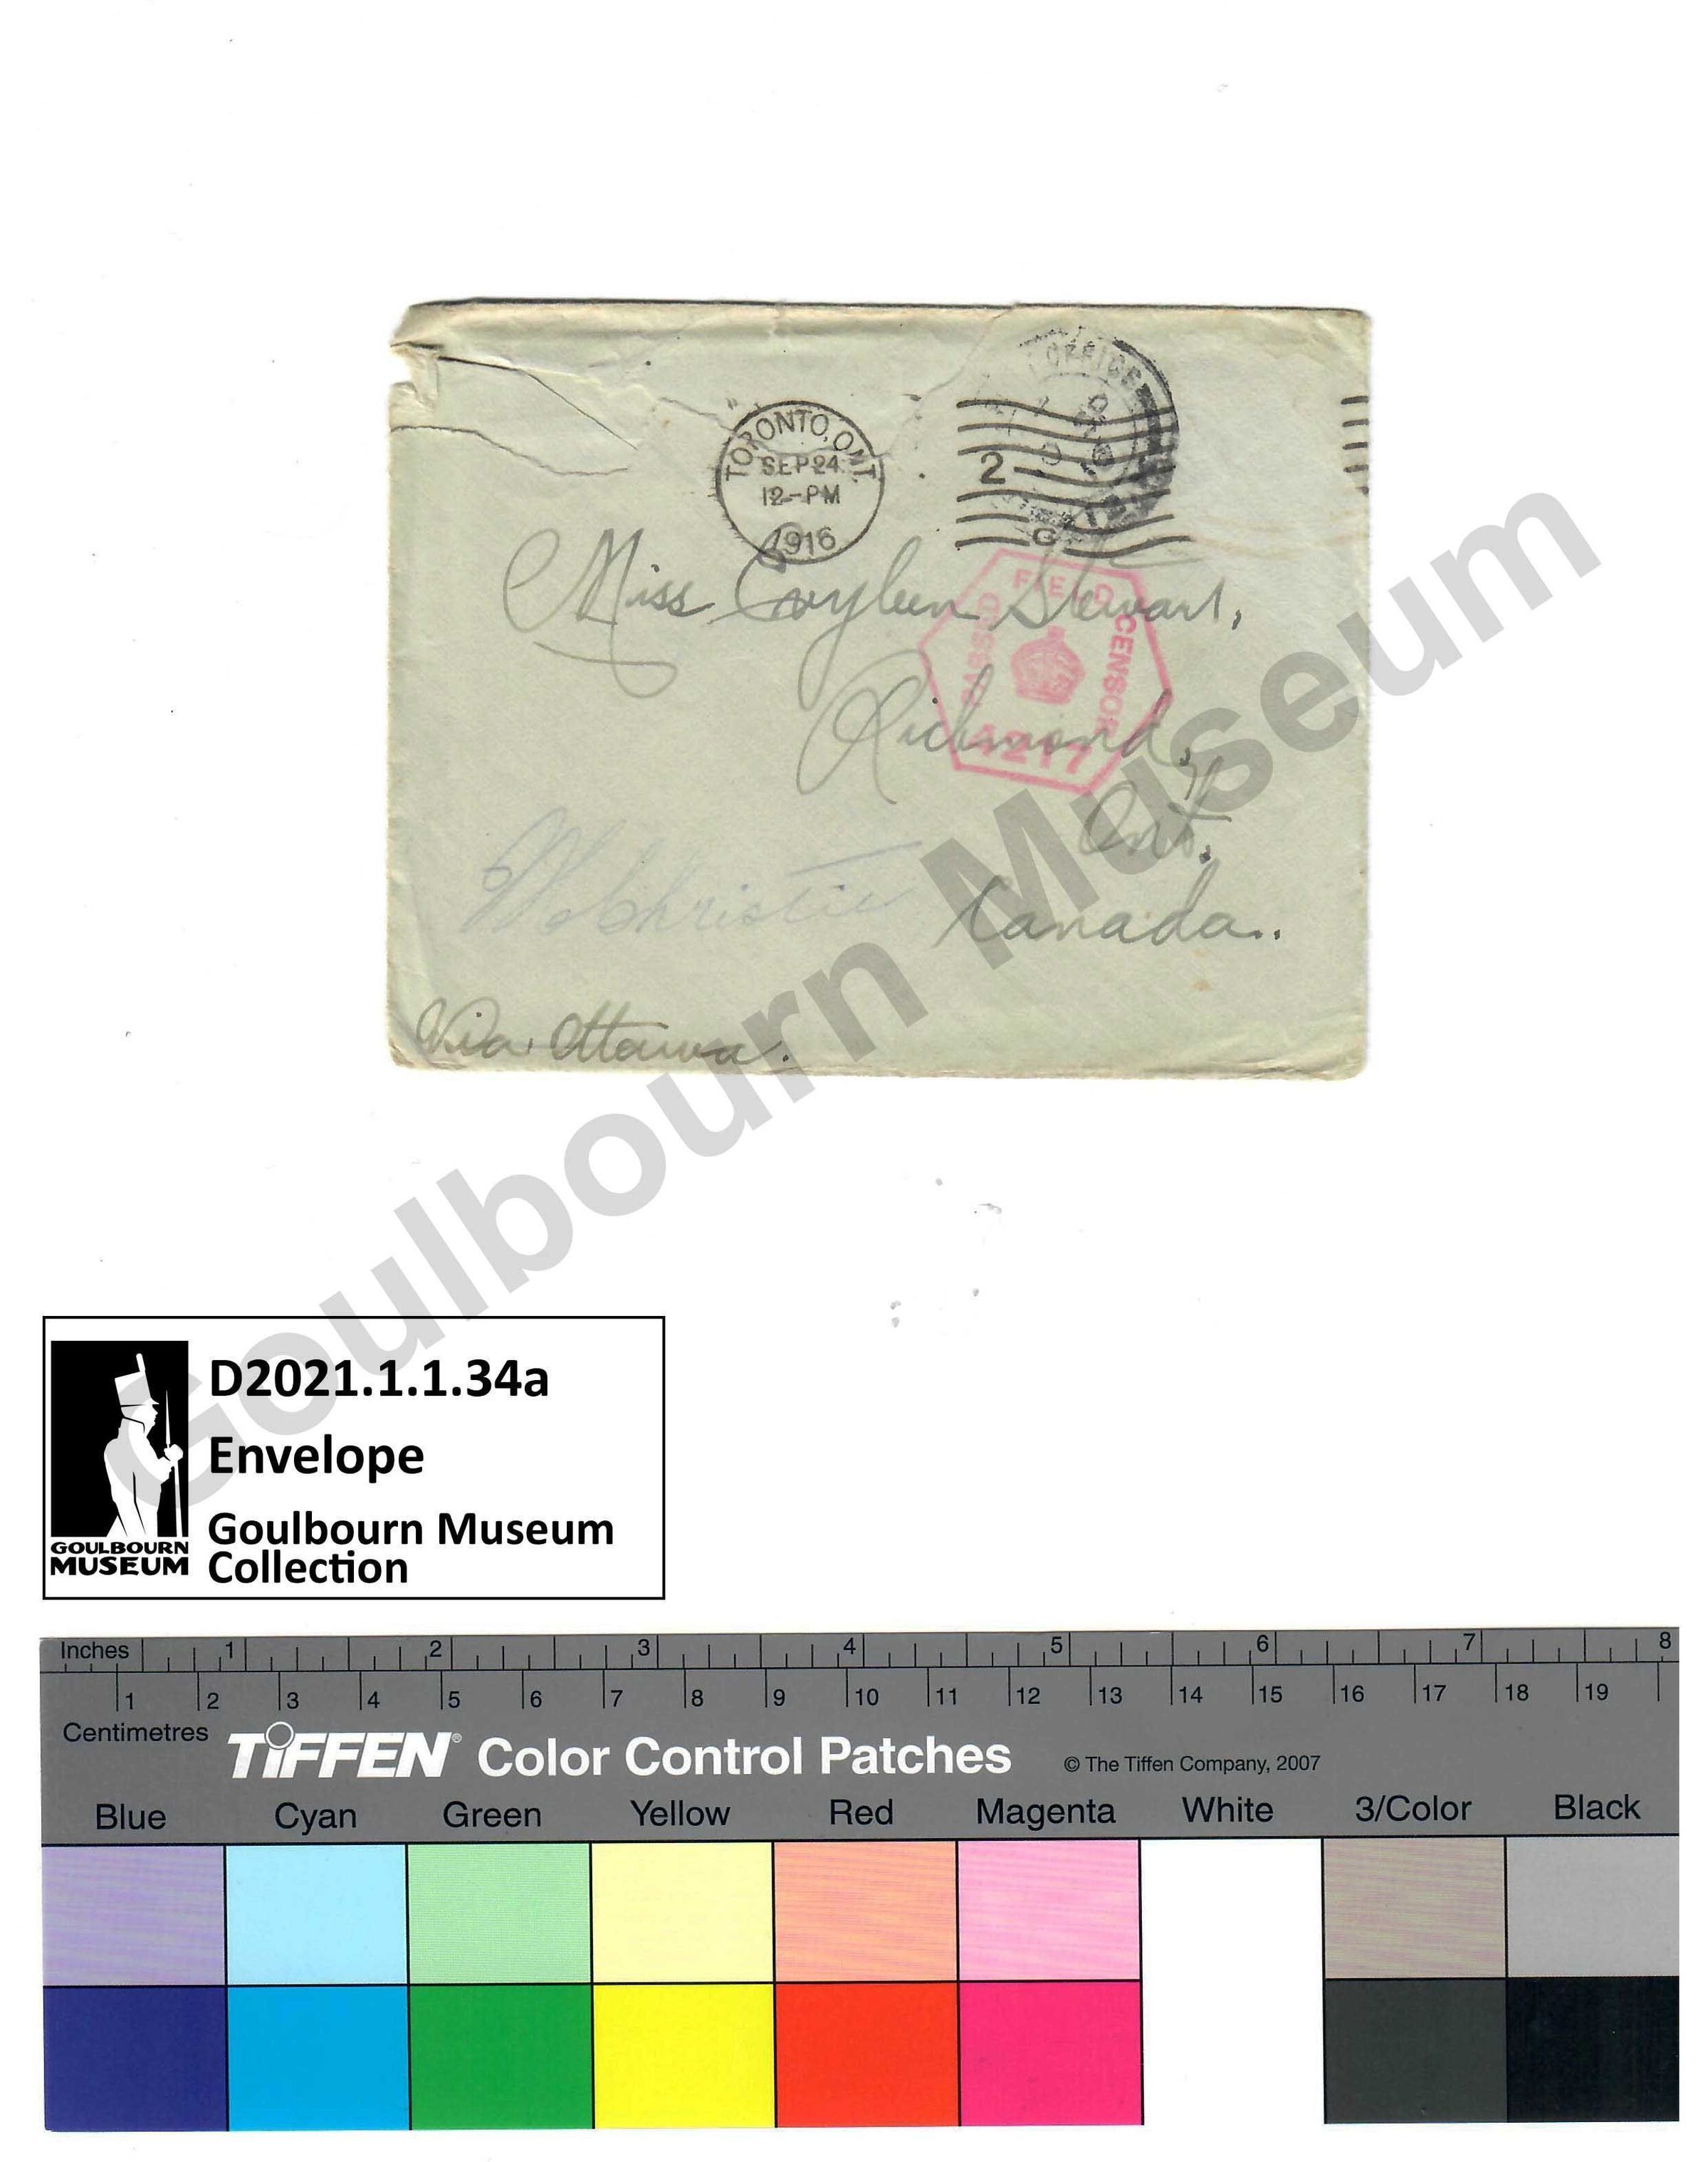 OFFICE
TORONTO, ONT.
SEP 24
12-PM
1916
2
C
Miss Coryleen Stewart,
PASSED FIELD CENSOR
4217
Richmond,
Ont.
Canada.
Christie
Via Ottawa.
Goulbourn Museum
D2021.1.1.34a
Envelope
Goulbourn Museum
Collection
GOULBOURN
MUSEUM
Inches 1 2 3 4 5 6 7 8
1 2 3 4 5 6 7 8 9 10 11 12 13 14 15 16 17 18 19
Centimetres
TIFFEN® Color Control Patches © The Tiffen Company, 2007
Blue Cyan Green Yellow Red Magenta White 3/Color Black